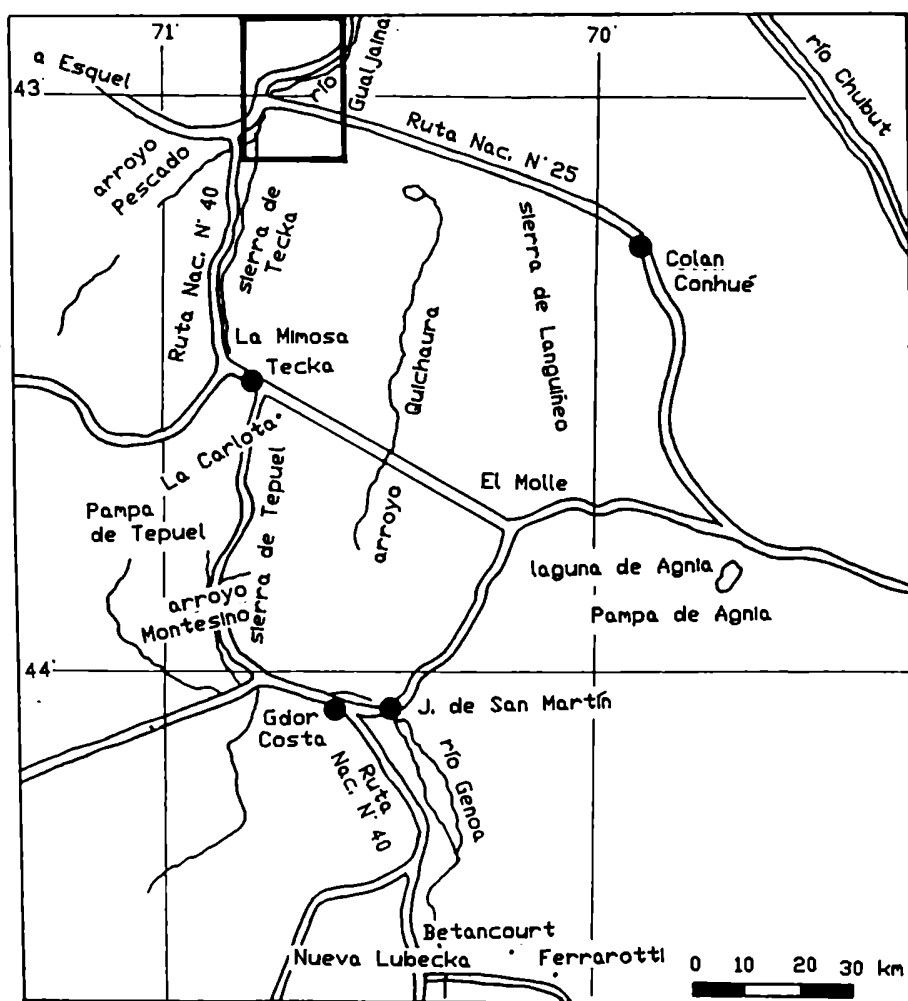 71°
70°
a Esquel
43°
río
Gualjaina
río Chubut
Ruta Nac. N° 25
arroyo
Pescado
Ruta Nac. N° 40
sierra de
Tecka
sierra de Languiñeo
Colan
Conhué
La Mimosa
Tecka
Quichaura
arroyo
La Carlota
El Molle
Pampa
de Tepuel
sierra de Tepuel
laguna de Agnia
Pampa de Agnia
arroyo
Montesino
44°
J. de San Martín
Gdor
Costa
Ruta
Nac. N° 40
río Genoa
Betancourt
Nueva Lubecka
Ferrarotti
0 10 20 30 km